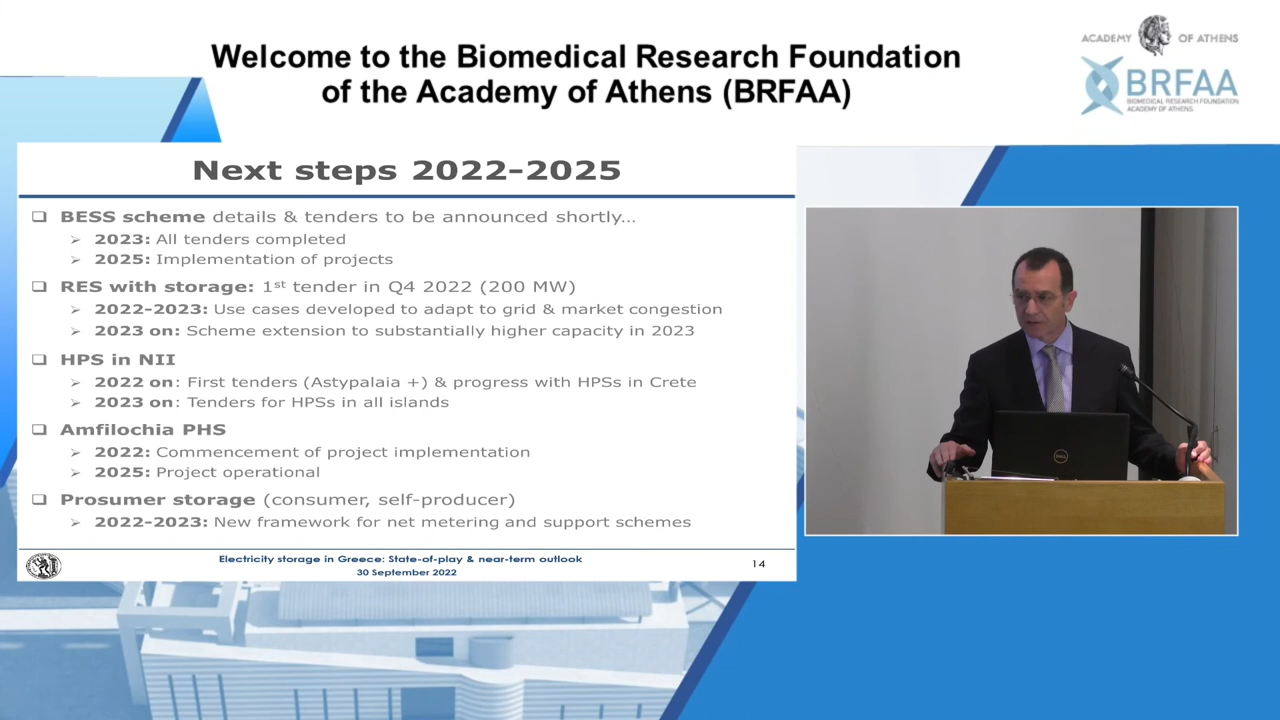 Welcome to the Biomedical Research Foundation
of the Academy of Athens (BRFAA)
ACADEMY OF ATHENS
BRFAA
BIOMEDICAL RESEARCH FOUNDATION
ACADEMY OF ATHENS
Next steps 2022-2025
BESS scheme details & tenders to be announced shortly…
2023: All tenders completed
2025: Implementation of projects
RES with storage: 1st tender in Q4 2022 (200 MW)
2022-2023: Use cases developed to adapt to grid & market congestion
2023 on: Scheme extension to substantially higher capacity in 2023
HPS in NII
2022 on: First tenders (Astypalaia +) & progress with HPSs in Crete
2023 on: Tenders for HPSs in all islands
Amfilochia PHS
2022: Commencement of project implementation
2025: Project operational
Prosumer storage (consumer, self-producer)
2022-2023: New framework for net metering and support schemes
Electricity storage in Greece: State-of-play & near-term outlook
30 September 2022
14
DELL